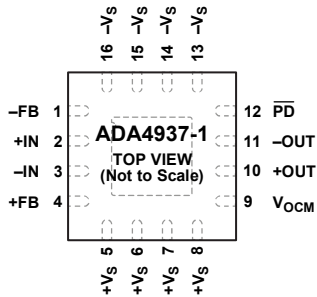 16 –VS
15 –VS
14 –VS
13 –VS
–FB 1
+IN 2
–IN 3
+FB 4
ADA4937-1
TOP VIEW
(Not to Scale)
12 PD
11 –OUT
10 +OUT
9 VOCM
5 +VS
6 +VS
7 +VS
8 +VS